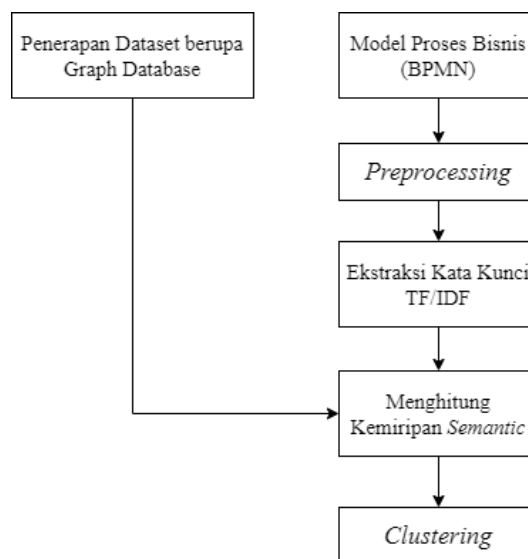 Penerapan Dataset berupa
Graph Database
Model Proses Bisnis
(BPMN)
Preprocessing
Ekstraksi Kata Kunci
TF/IDF
Menghitung
Kemiripan Semantic
Clustering